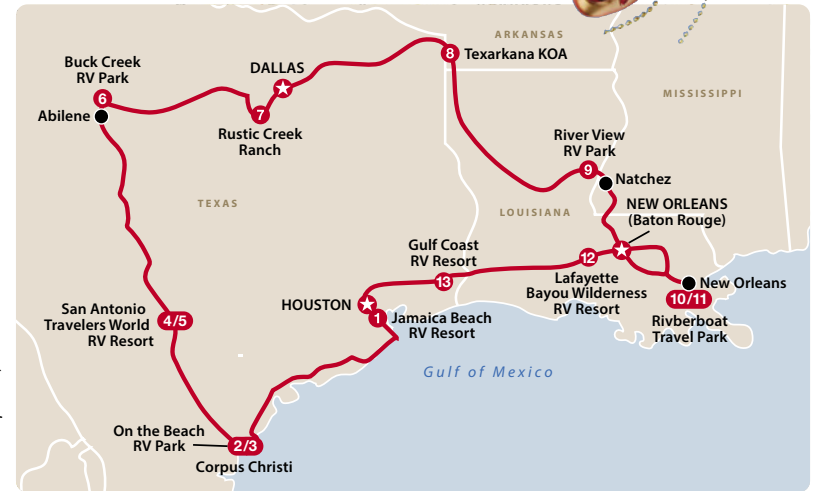 ARKANSAS
Buck Creek
RV Park
6
Abilene
DALLAS
7
Rustic Creek
Ranch
8
Texarkana KOA
MISSISSIPPI
River View
RV Park
9
Natchez
TEXAS
LOUISIANA
NEW ORLEANS
(Baton Rouge)
Gulf Coast
RV Resort
13
12
Lafayette
Bayou Wilderness
RV Resort
New Orleans
10/11
Rivberboat
Travel Park
HOUSTON
1
Jamaica Beach
RV Resort
San Antonio
Travelers World
RV Resort
4/5
Gulf of Mexico
On the Beach
RV Park
2/3
Corpus Christi